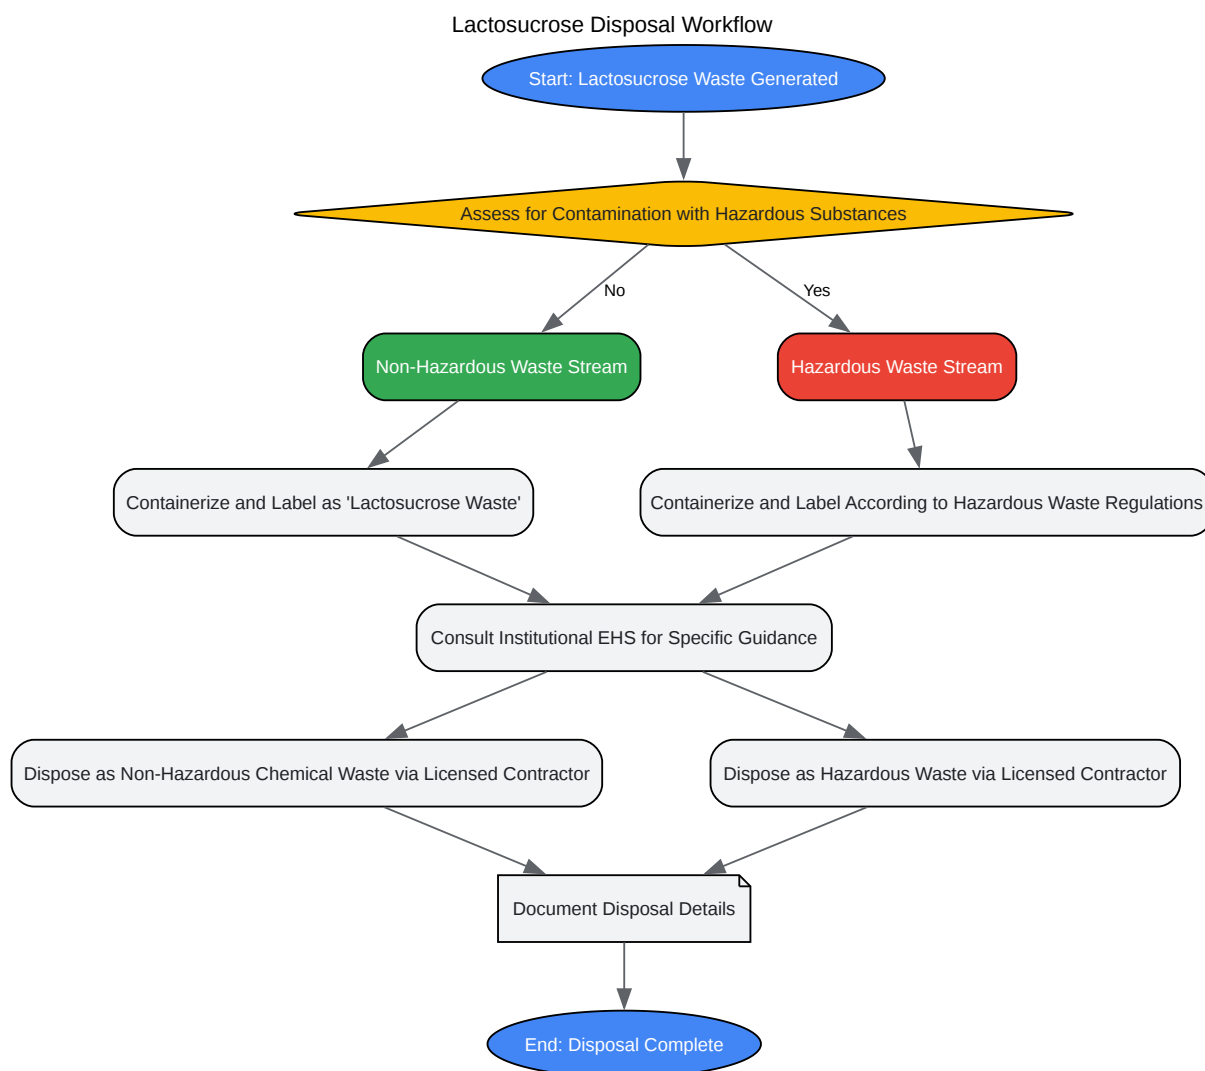 Lactosucrose Disposal Workflow
Start: Lactosucrose Waste Generated
Assess for Contamination with Hazardous Substances
No
Yes
Non-Hazardous Waste Stream
Hazardous Waste Stream
Containerize and Label as 'Lactosucrose Waste'
Containerize and Label According to Hazardous Waste Regulations
Consult Institutional EHS for Specific Guidance
Dispose as Non-Hazardous Chemical Waste via Licensed Contractor
Dispose as Hazardous Waste via Licensed Contractor
Document Disposal Details
End: Disposal Complete